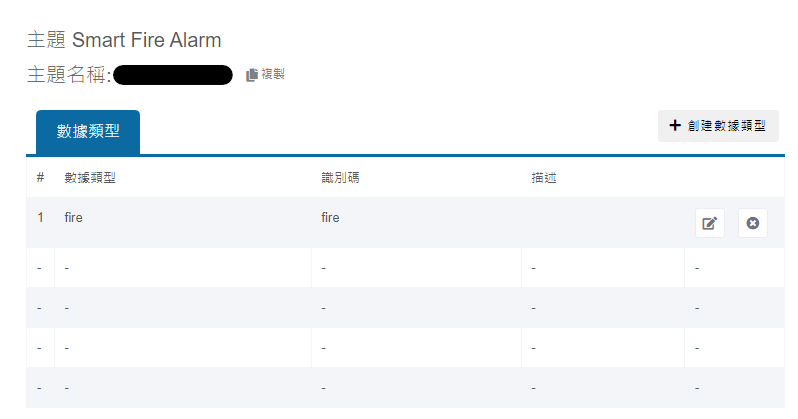 主題 Smart Fire Alarm
主題名稱:
複製
數據類型
創建數據類型
# 數據類型 識別碼 描述
1 fire fire
- - - - -
- - - - -
- - - - -
- - - - -